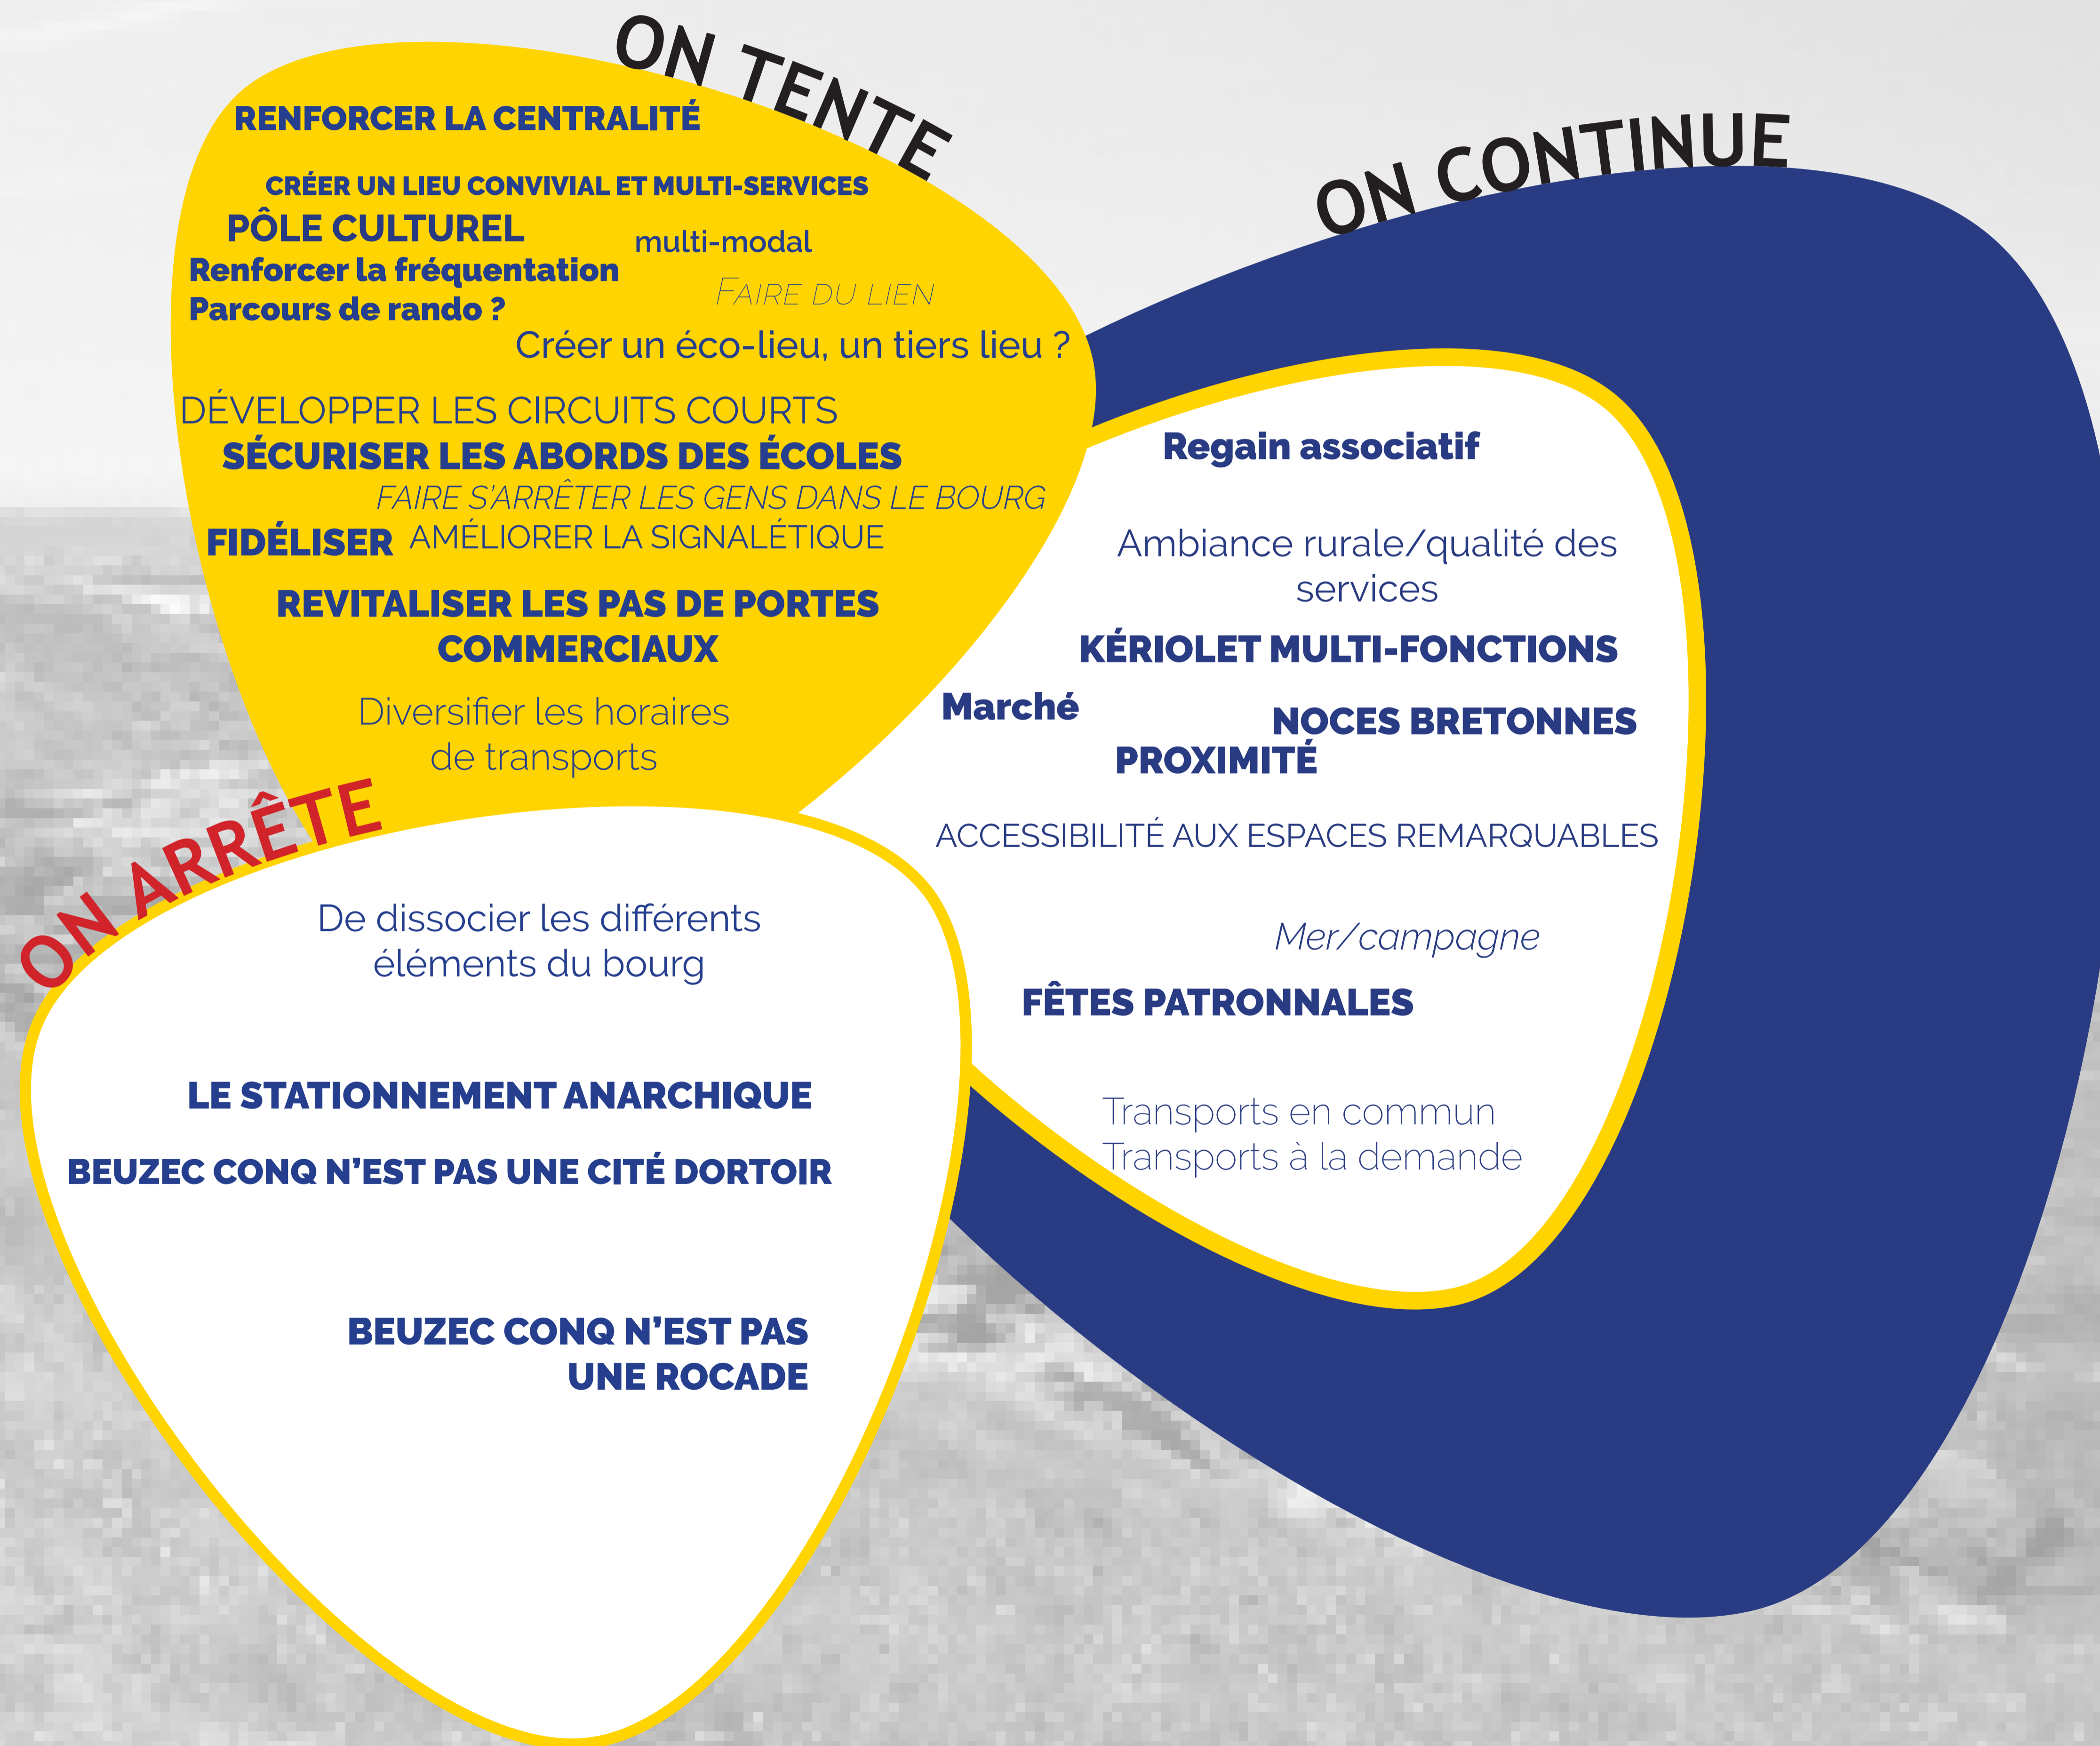 ON TENTE
RENFORCER LA CENTRALITÉ
CRÉER UN LIEU CONVIVIAL ET MULTI-SERVICES
PÔLE CULTUREL
multi-modal
Renforcer la fréquentation
FAIRE DU LIEN
Parcours de rando ?
Créer un éco-lieu, un tiers lieu ?
DÉVELOPPER LES CIRCUITS COURTS
SÉCURISER LES ABORDS DES ÉCOLES
FAIRE S'ARRÊTER LES GENS DANS LE BOURG
FIDÉLISER
AMÉLIORER LA SIGNALÉTIQUE
REVITALISER LES PAS DE PORTES
COMMERCIAUX
Diversifier les horaires
de transports
ON CONTINUE
Regain associatif
Ambiance rurale/qualité des
services
KÉRIOLET MULTI-FONCTIONS
Marché
NOCES BRETONNES
PROXIMITÉ
ACCESSIBILITÉ AUX ESPACES REMARQUABLES
Mer/campagne
FÊTES PATRONNALES
Transports en commun
Transports à la demande
ON ARRÊTE
De dissocier les différents
éléments du bourg
LE STATIONNEMENT ANARCHIQUE
BEUZEC CONQ N'EST PAS UNE CITÉ DORTOIR
BEUZEC CONQ N'EST PAS
UNE ROCADE